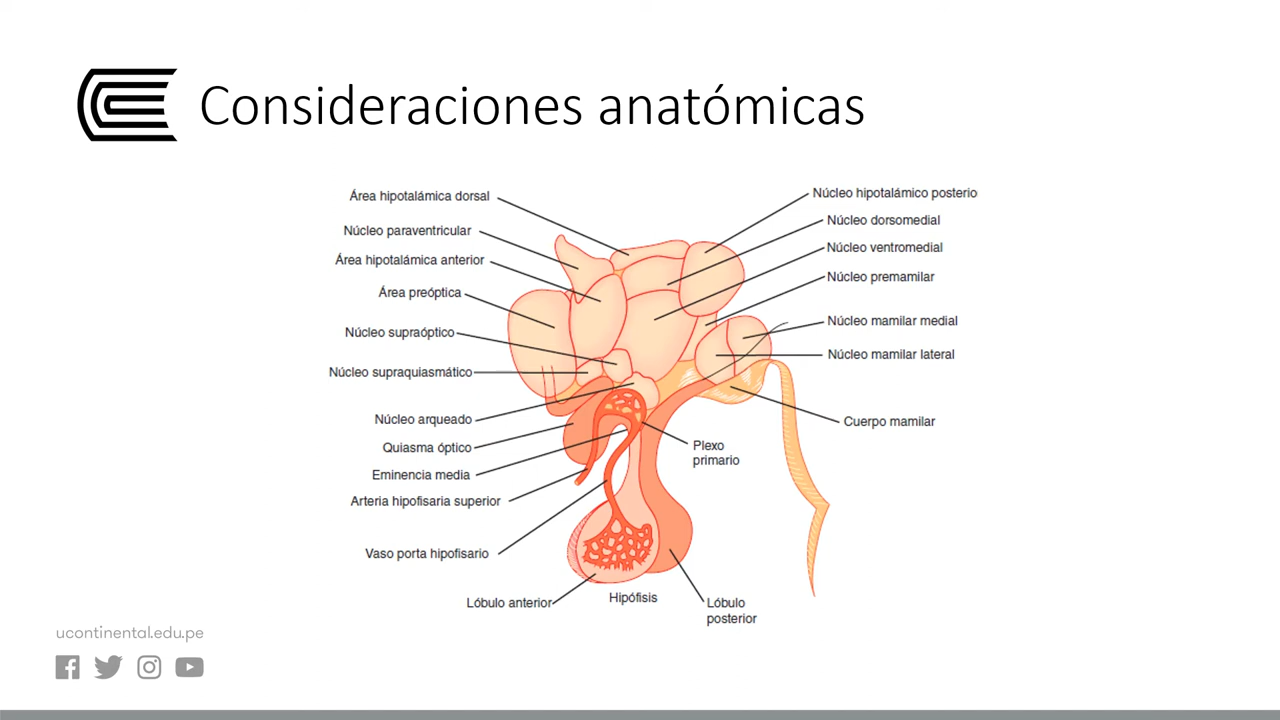 Consideraciones anatómicas
Área hipotalámica dorsal
Núcleo paraventricular
Área hipotalámica anterior
Área preóptica
Núcleo supraóptico
Núcleo supraquiasmático
Núcleo arqueado
Quiasma óptico
Eminencia media
Arteria hipofisaria superior
Vaso porta hipofisario
Lóbulo anterior
Hipófisis
Lóbulo
posterior
Plexo
primario
Núcleo hipotalámico posterio
Núcleo dorsomedial
Núcleo ventromedial
Núcleo premamilar
Núcleo mamilar medial
Núcleo mamilar lateral
Cuerpo mamilar
ucontinental.edu.pe